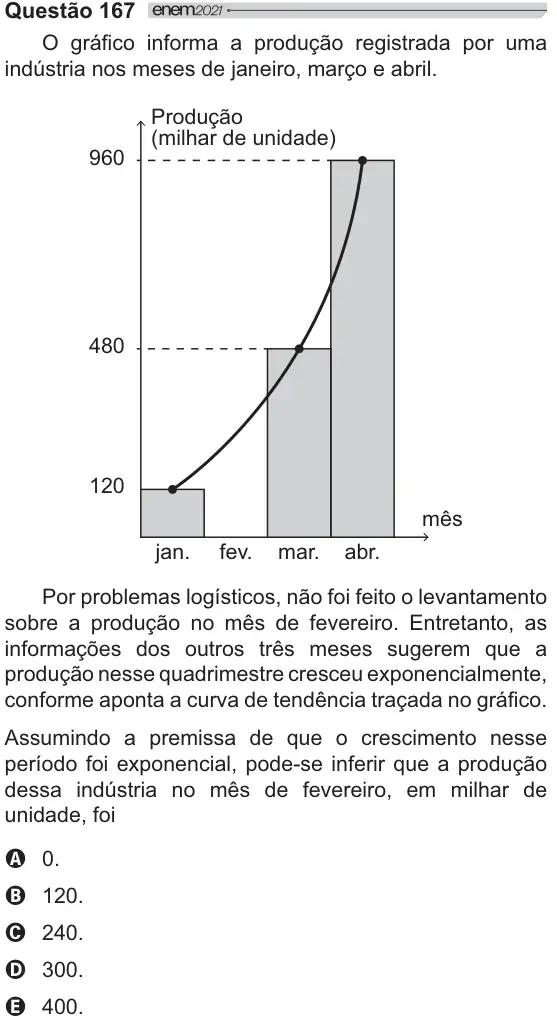 Questão 167 enem2021
O gráfico informa a produção registrada por uma
indústria nos meses de janeiro, março e abril.
Produção
(milhar de unidade)
960
480
120
mês
jan. fev. mar. abr.
Por problemas logísticos, não foi feito o levantamento
sobre a produção no mês de fevereiro. Entretanto, as
informações dos outros três meses sugerem que a
produção nesse quadrimestre cresceu exponencialmente,
conforme aponta a curva de tendência traçada no gráfico.
Assumindo a premissa de que o crescimento nesse
período foi exponencial, pode-se inferir que a produção
dessa indústria no mês de fevereiro, em milhar de
unidade, foi
A 0.
B 120.
C 240.
D 300.
E 400.